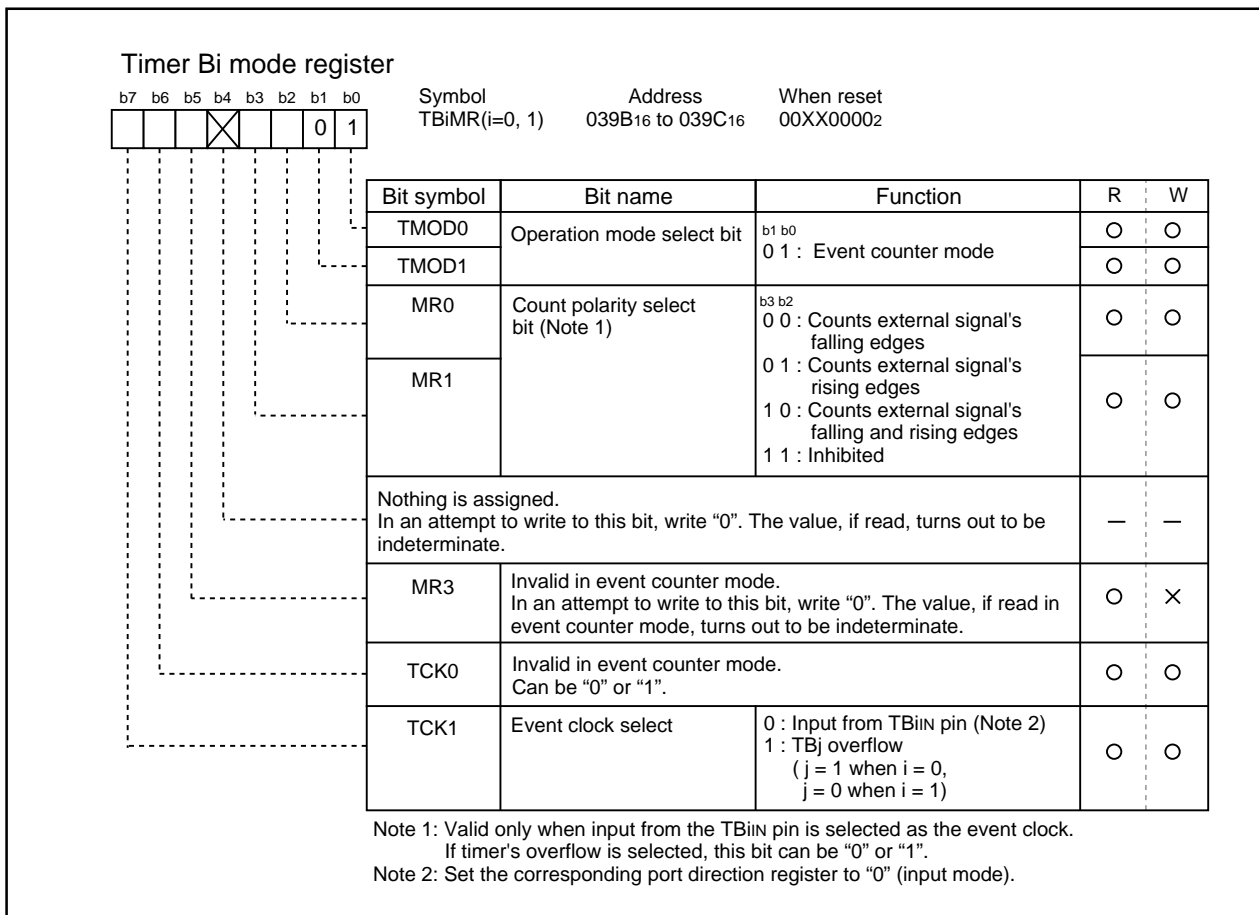 Timer Bi mode register
b7 b6 b5 b4 b3 b2 b1 b0
0 1
Symbol Address When reset
TBiMR(i=0, 1) 039B16 to 039C16 00XX00002
Bit symbol Bit name Function R W
TMOD0 Operation mode select bit b1 b0
0 1 : Event counter mode
TMOD1
MR0 Count polarity select b3 b2
bit (Note 1) 0 0 : Counts external signal's
falling edges
MR1 0 1 : Counts external signal's
rising edges
1 0 : Counts external signal's
falling and rising edges
1 1 : Inhibited
Nothing is assigned.
In an attempt to write to this bit, write “0”. The value, if read, turns out to be
indeterminate.
MR3 Invalid in event counter mode.
In an attempt to write to this bit, write “0”. The value, if read in
event counter mode, turns out to be indeterminate.
TCK0 Invalid in event counter mode.
Can be “0” or “1”.
TCK1 Event clock select 0 : Input from TBiIN pin (Note 2)
1 : TBj overflow
( j = 1 when i = 0,
j = 0 when i = 1)
Note 1: Valid only when input from the TBiIN pin is selected as the event clock.
If timer's overflow is selected, this bit can be “0” or “1”.
Note 2: Set the corresponding port direction register to “0” (input mode).